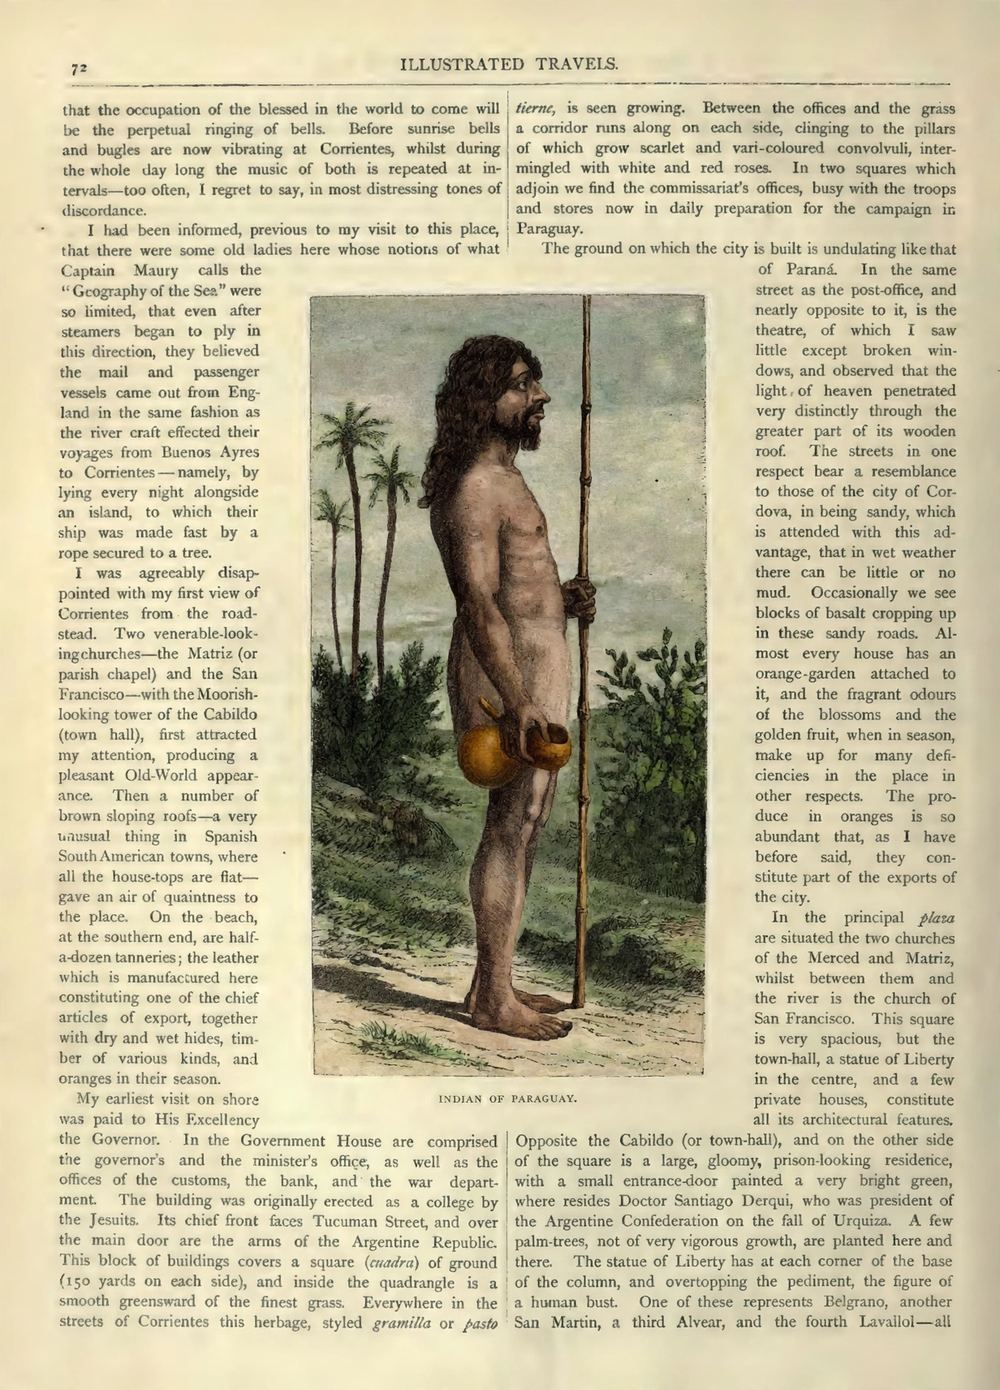 72
ILLUSTRATED TRAVELS.
that the occupation of the blessed in the world to come will
be the perpetual ringing of bells. Before sunrise bells
and bugles are now vibrating at Corrientes, whilst during
the whole day long the music of both is repeated at in-
tervals—too often, I regret to say, in most distressing tones of
discordance.
I had been informed, previous to my visit to this place,
that there were some old ladies here whose notions of what
Captain Maury calls the
"Geography of the Sea" were
so limited, that even after
steamers began to ply in
this direction, they believed
the mail and passenger
vessels came out from Eng-
land in the same fashion as
the river craft effected their
voyages from Buenos Ayres
to Corrientes—namely, by
lying every night alongside
an island, to which their
ship was made fast by a
rope secured to a tree.
I was agreeably disap-
pointed with my first view of
Corrientes from the road-
stead. Two venerable-look-
ing churches—the Matriz (or
parish chapel) and the San
Francisco—with the Moorish-
looking tower of the Cabildo
(town hall), first attracted
my attention, producing a
pleasant Old-World appear-
ance. Then a number of
brown sloping roofs—a very
unusual thing in Spanish
South American towns, where
all the house-tops are flat—
gave an air of quaintness to
the place. On the beach,
at the southern end, are half-
a-dozen tanneries; the leather
which is manufactured here
constituting one of the chief
articles of export, together
with dry and wet hides, tim-
ber of various kinds, and
oranges in their season.
My earliest visit on shore
was paid to His Excellency
the Governor. In the Government House are comprised
the governor's and the minister's office, as well as the
offices of the customs, the bank, and the war depart-
ment. The building was originally erected as a college by
the Jesuits. Its chief front faces Tucuman Street, and over
the main door are the arms of the Argentine Republic.
This block of buildings covers a square (cuadra) of ground
(150 yards on each side), and inside the quadrangle is a
smooth greensward of the finest grass. Everywhere in the
streets of Corrientes this herbage, styled gramilla or pasto
tierne, is seen growing. Between the offices and the grass
a corridor runs along on each side, clinging to the pillars
of which grow scarlet and vari-coloured convolvuli, inter-
mingled with white and red roses. In two squares which
adjoin we find the commissariat's offices, busy with the troops
and stores now in daily preparation for the campaign in
Paraguay.
The ground on which the city is built is undulating like that
of Paraná. In the same
street as the post-office, and
nearly opposite to it, is the
theatre, of which I saw
little except broken win-
dows, and observed that the
light of heaven penetrated
very distinctly through the
greater part of its wooden
roof. The streets in one
respect bear a resemblance
to those of the city of Cor-
dova, in being sandy, which
is attended with this ad-
vantage, that in wet weather
there can be little or no
mud. Occasionally we see
blocks of basalt cropping up
in these sandy roads. Al-
most every house has an
orange-garden attached to
it, and the fragrant odours
of the blossoms and the
golden fruit, when in season,
make up for many defi-
ciencies in the place in
other respects. The pro-
duce in oranges is so
abundant that, as I have
before said, they con-
stitute part of the exports of
the city.
In the principal plaza
are situated the two churches
of the Merced and Matriz,
whilst between them and
the river is the church of
San Francisco. This square
is very spacious, but the
town-hall, a statue of Liberty
in the centre, and a few
private houses, constitute
all its architectural features.
Opposite the Cabildo (or town-hall), and on the other side
of the square is a large, gloomy, prison-looking residence,
with a small entrance-door painted a very bright green,
where resides Doctor Santiago Derqui, who was president of
the Argentine Confederation on the fall of Urquiza. A few
palm-trees, not of very vigorous growth, are planted here and
there. The statue of Liberty has at each corner of the base
of the column, and overtopping the pediment, the figure of
a human bust. One of these represents Belgrano, another
San Martin, a third Alvear, and the fourth Lavallol—all
INDIAN OF PARAGUAY.